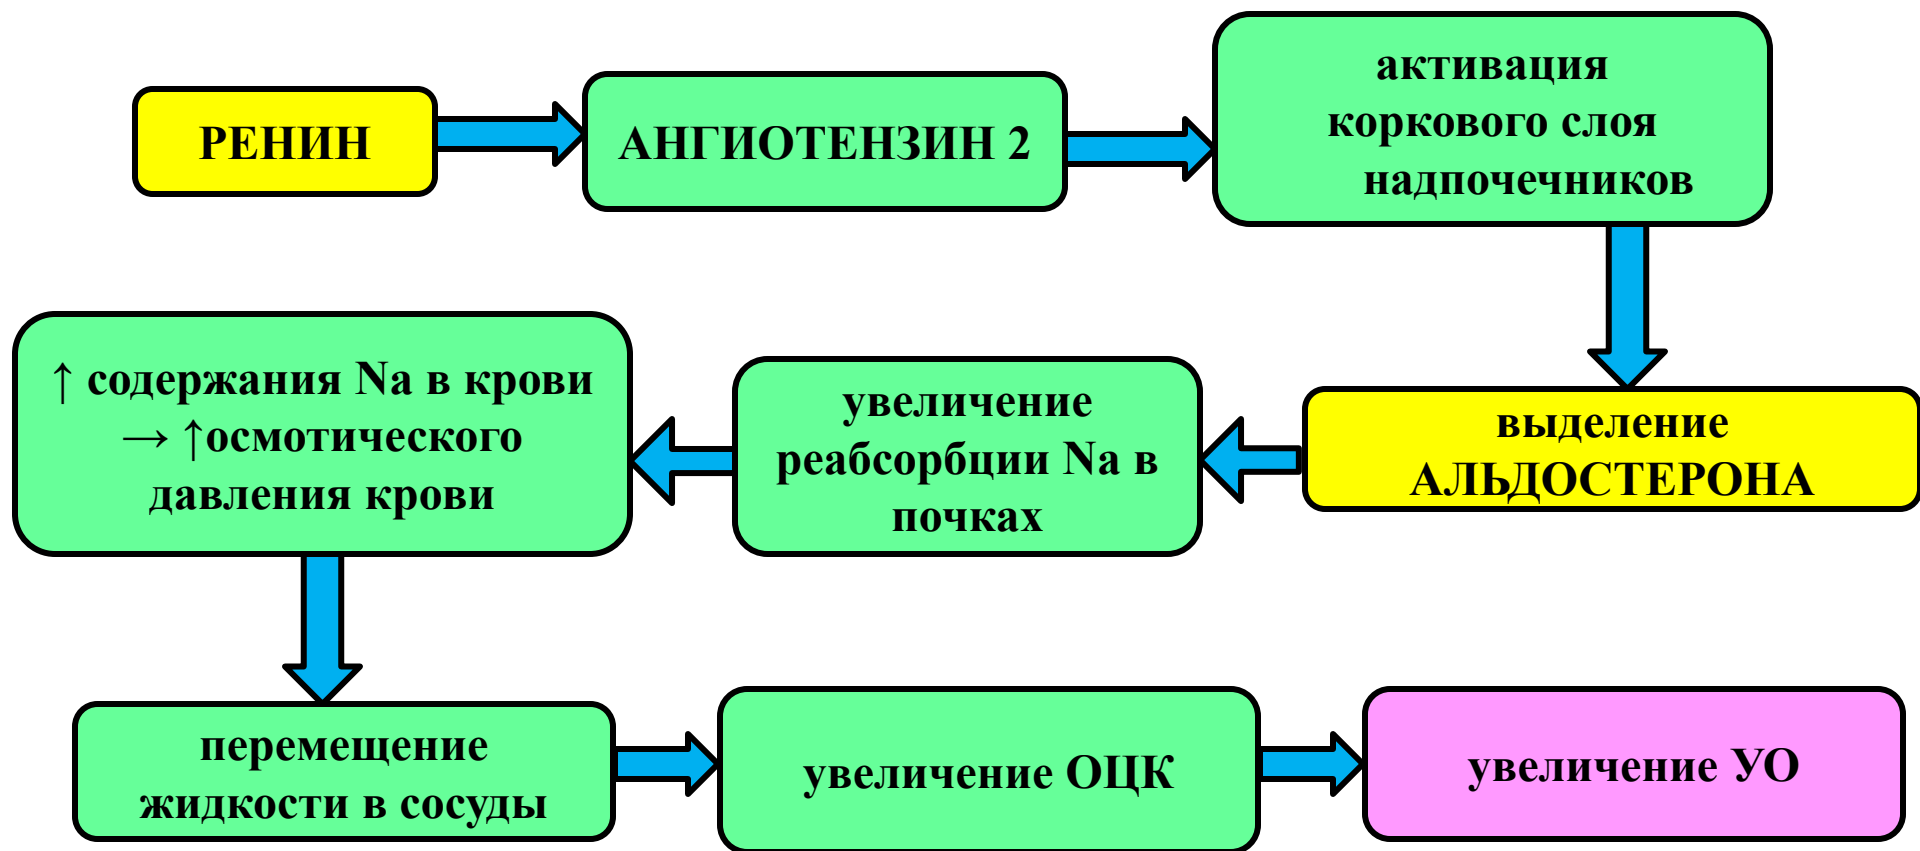 РЕНИН
АНГИОТЕНЗИН 2
активация
коркового слоя
надпочечников
выделение
АЛЬДОСТЕРОНА
увеличение
реабсорбции Na в
почках
↑ содержания Na в крови
→ ↑осмотического
давления крови
перемещение
жидкости в сосуды
увеличение ОЦК
увеличение УО